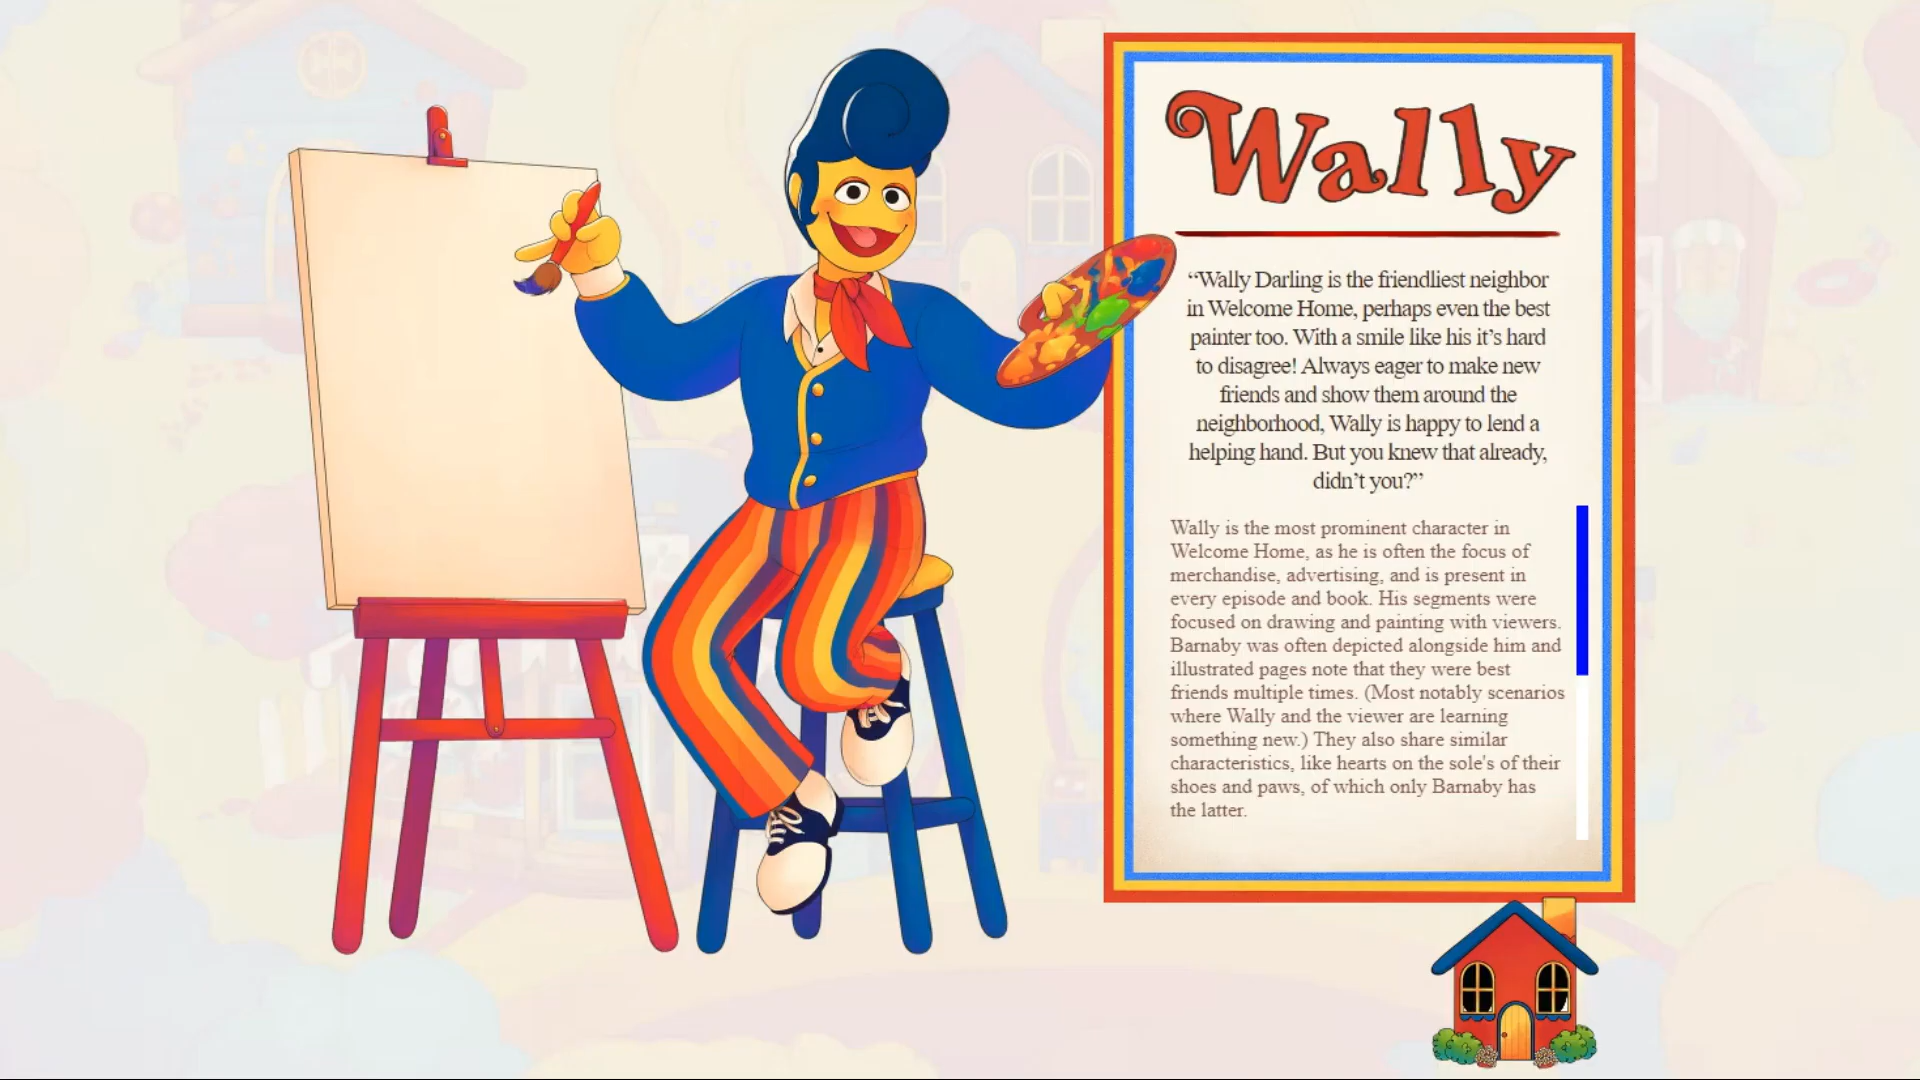 Wally
“Wally Darling is the friendliest neighbor
in Welcome Home, perhaps even the best
painter too. With a smile like his it’s hard
to disagree! Always eager to make new
friends and show them around the
neighborhood, Wally is happy to lend a
helping hand. But you knew that already,
didn’t you?”
Wally is the most prominent character in
Welcome Home, as he is often the focus of
merchandise, advertising, and is present in
every episode and book. His segments were
focused on drawing and painting with viewers.
Barnaby was often depicted alongside him and
illustrated pages note that they were best
friends multiple times. (Most notably scenarios
where Wally and the viewer are learning
something new.) They also share similar
characteristics, like hearts on the sole's of their
shoes and paws, of which only Barnaby has
the latter.